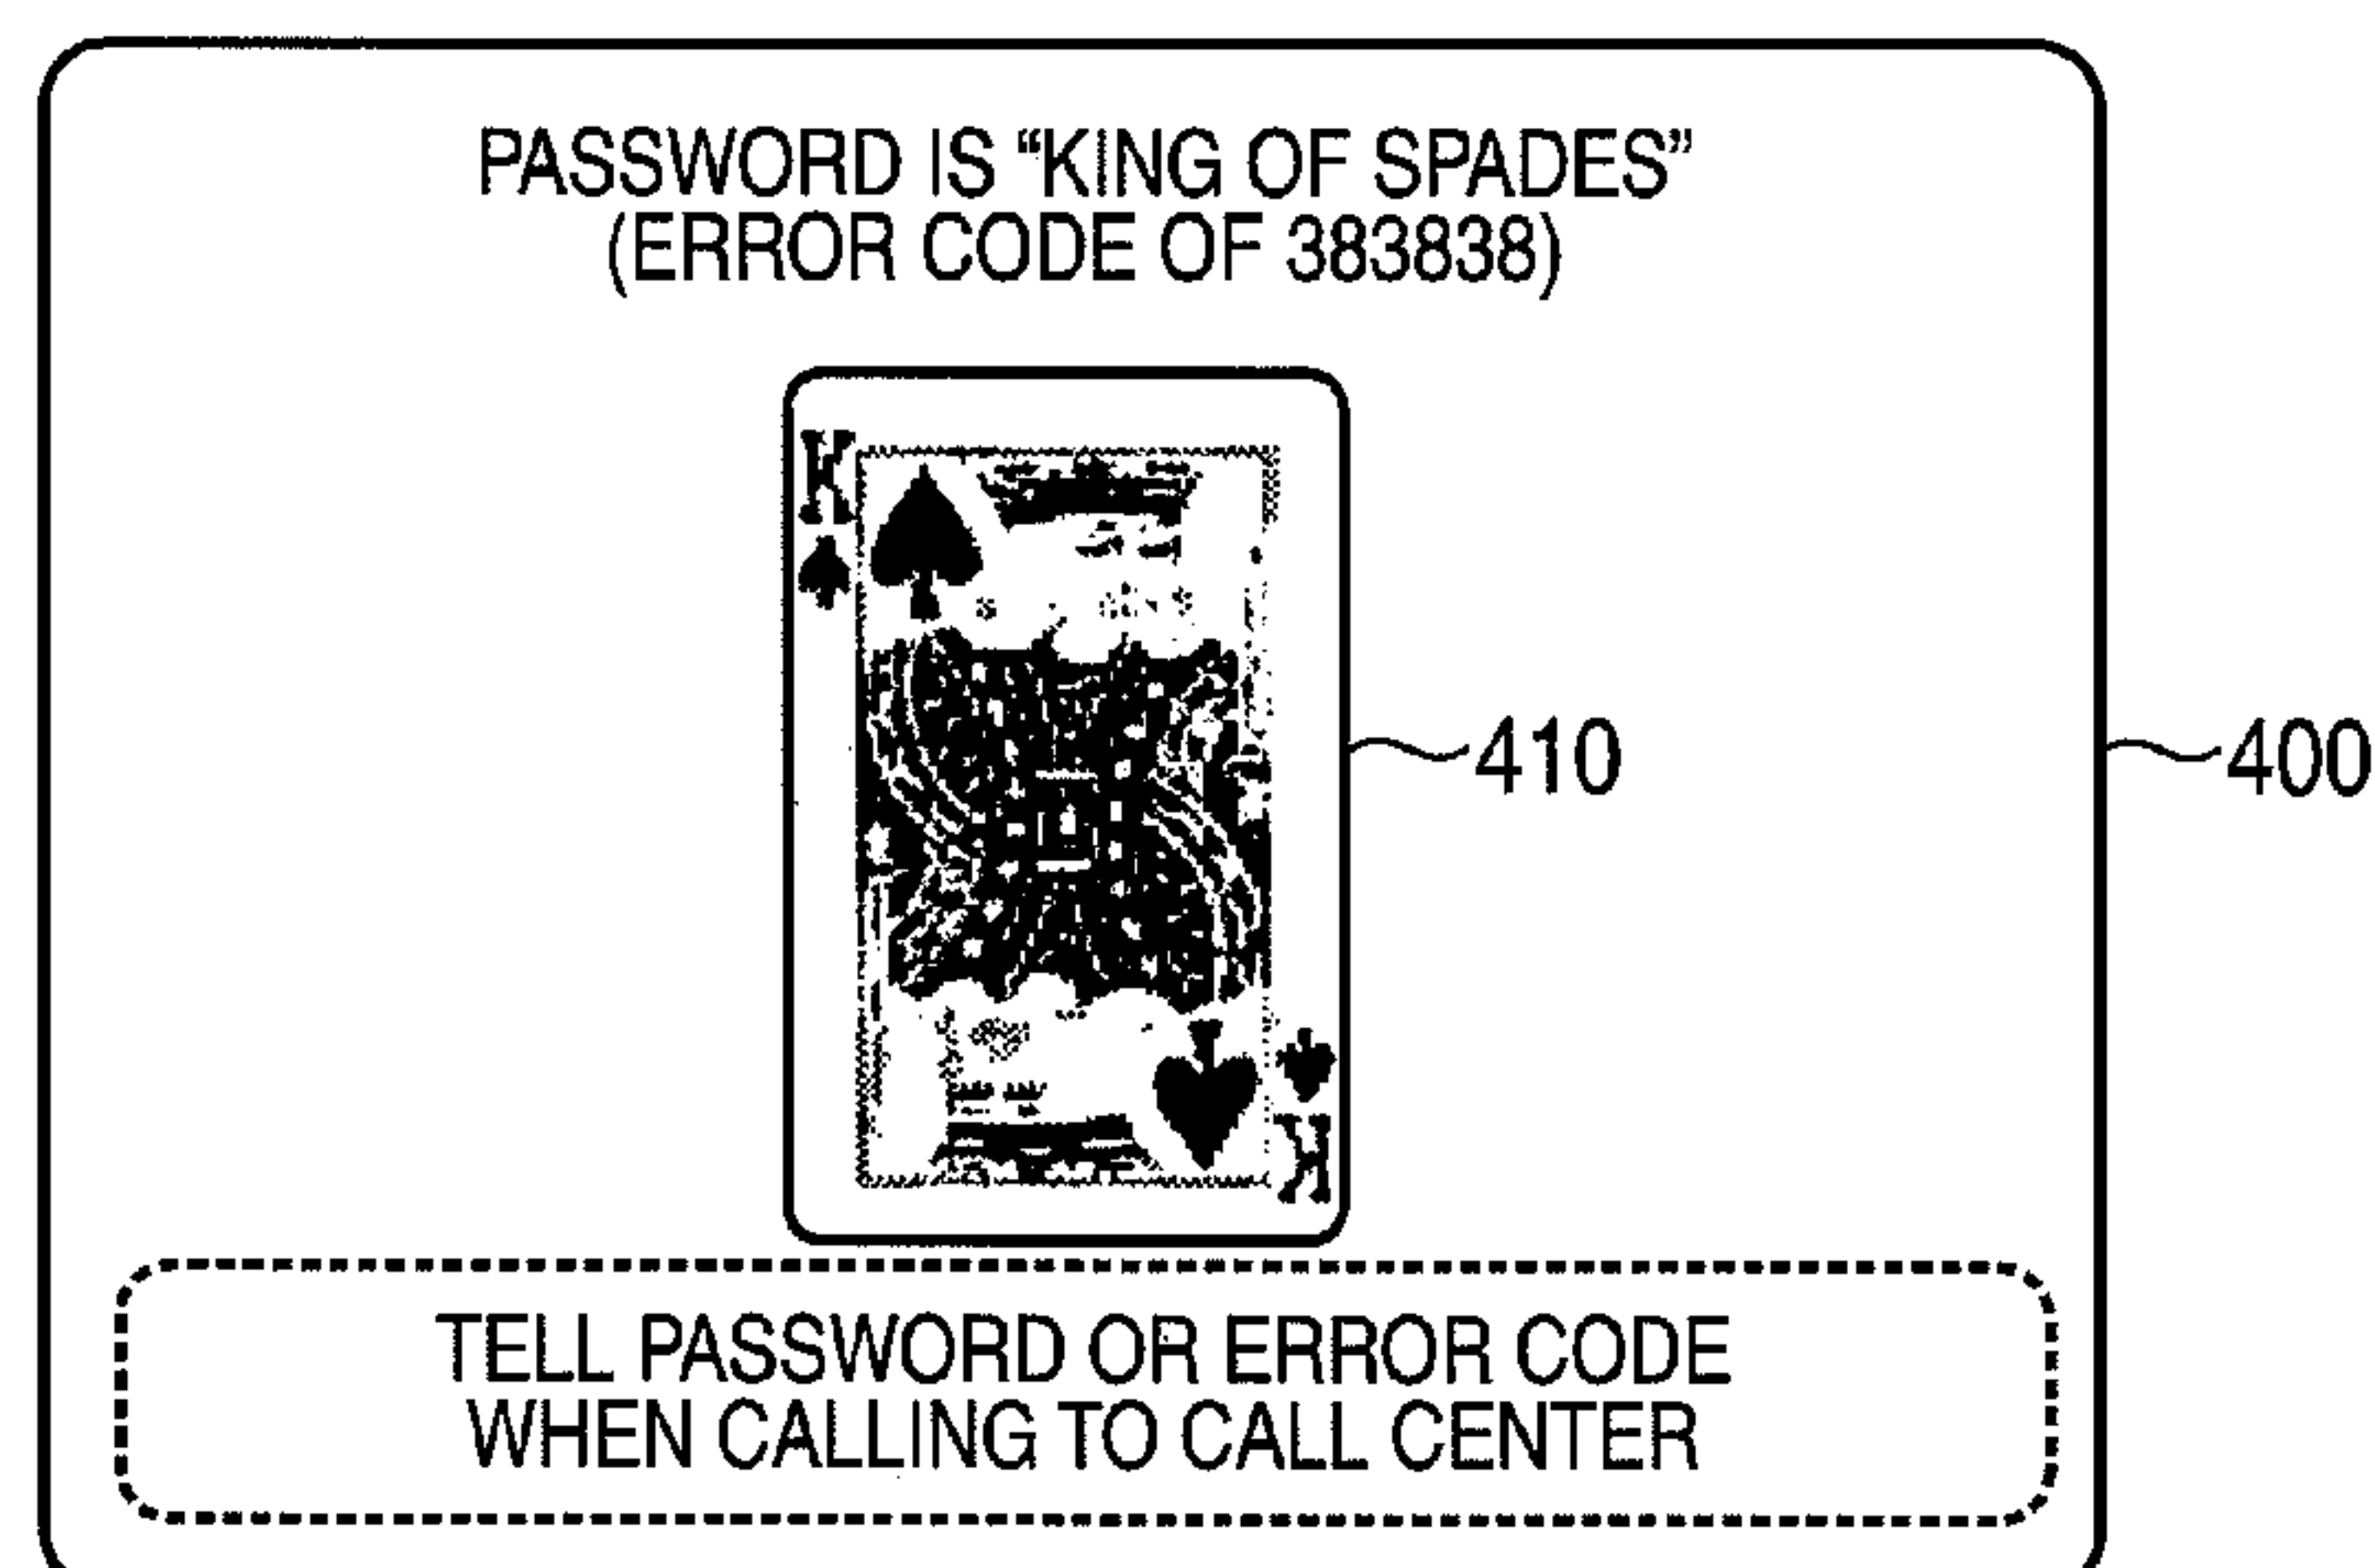 PASSWORD IS “KING OF SPADES”
(ERROR CODE OF 383838)
K
410
400
K
TELL PASSWORD OR ERROR CODE
WHEN CALLING TO CALL CENTER